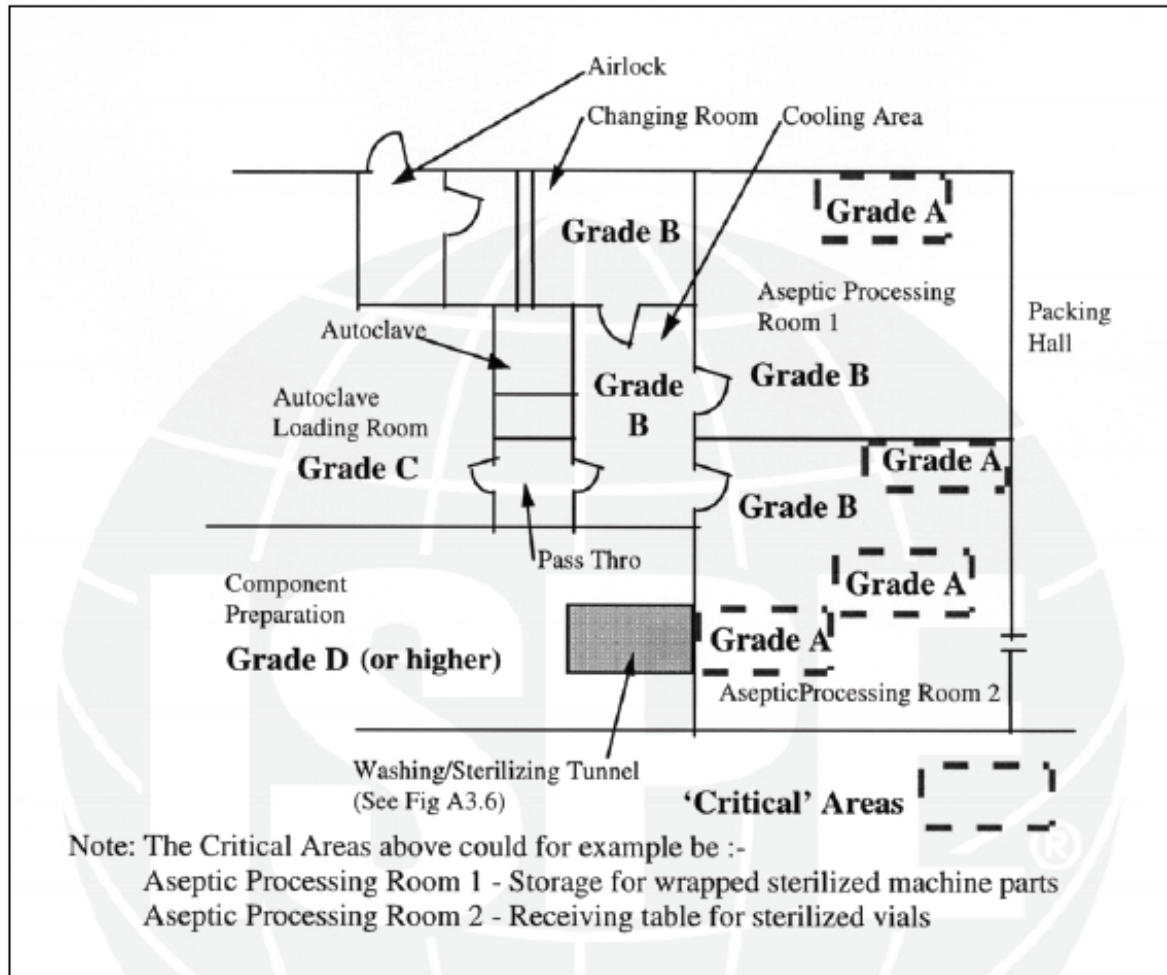 Airlock
Changing Room
Cooling Area
Grade A
Grade B
Aseptic Processing
Room 1
Packing
Hall
Autoclave
Grade
B
Grade B
Autoclave
Loading Room
Grade C
Grade A
Grade B
Pass Thro
Component
Preparation
Grade A
Grade D (or higher)
Grade A
AsepticProcessing Room 2
Washing/Sterilizing Tunnel
(See Fig A3.6)
'Critical' Areas
Note: The Critical Areas above could for example be :-
Aseptic Processing Room 1 - Storage for wrapped sterilized machine parts
Aseptic Processing Room 2 - Receiving table for sterilized vials
ISPE
®